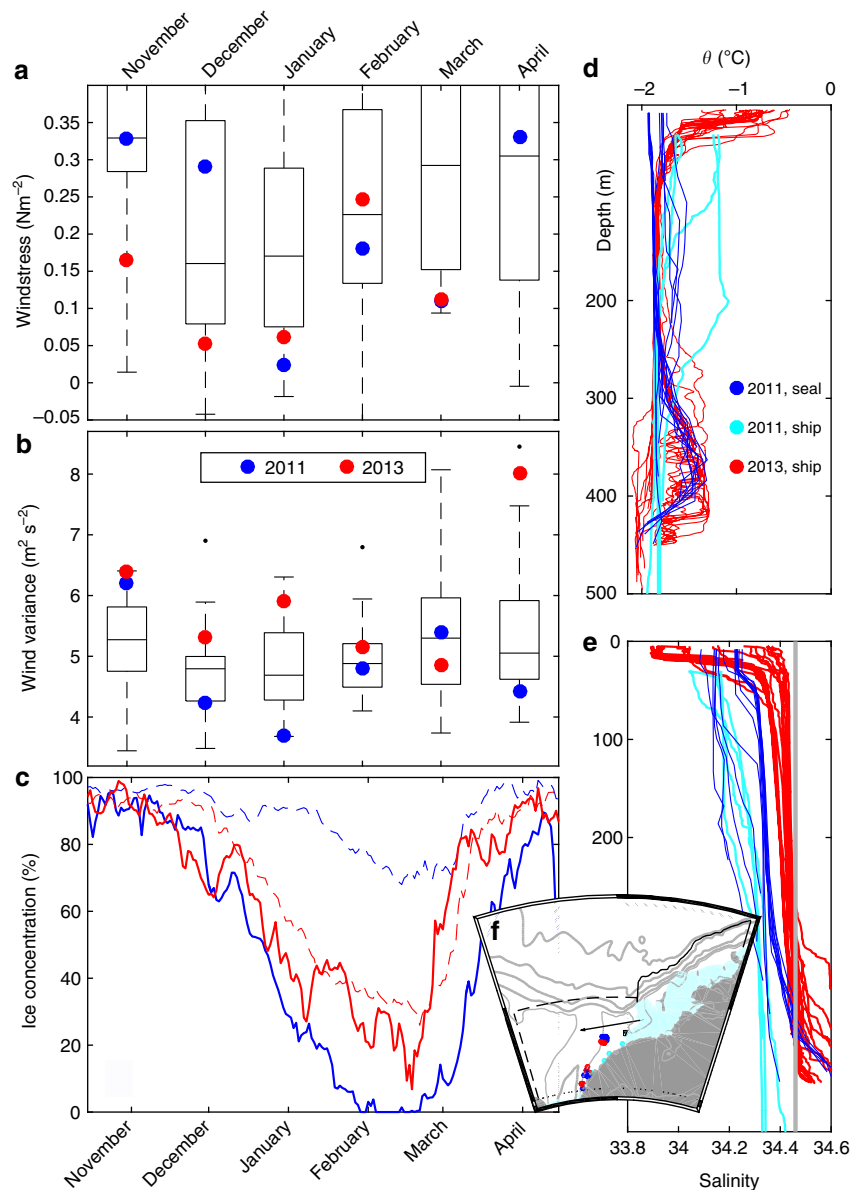 a
November
December
January
February
March
April
Windstress (Nm−2)
0.35
0.3
0.25
0.2
0.15
0.1
0.05
0
−0.05
b
2011
2013
Wind variance (m2 s−2)
8
7
6
5
4
c
Ice concentration (%)
100
80
60
40
20
0
November
December
January
February
March
April
d
θ (°C)
−2
−1
0
Depth (m)
200
300
400
500
2011, seal
2011, ship
2013, ship
e
0
100
200
33.8
34
34.2
34.4
34.6
Salinity
f